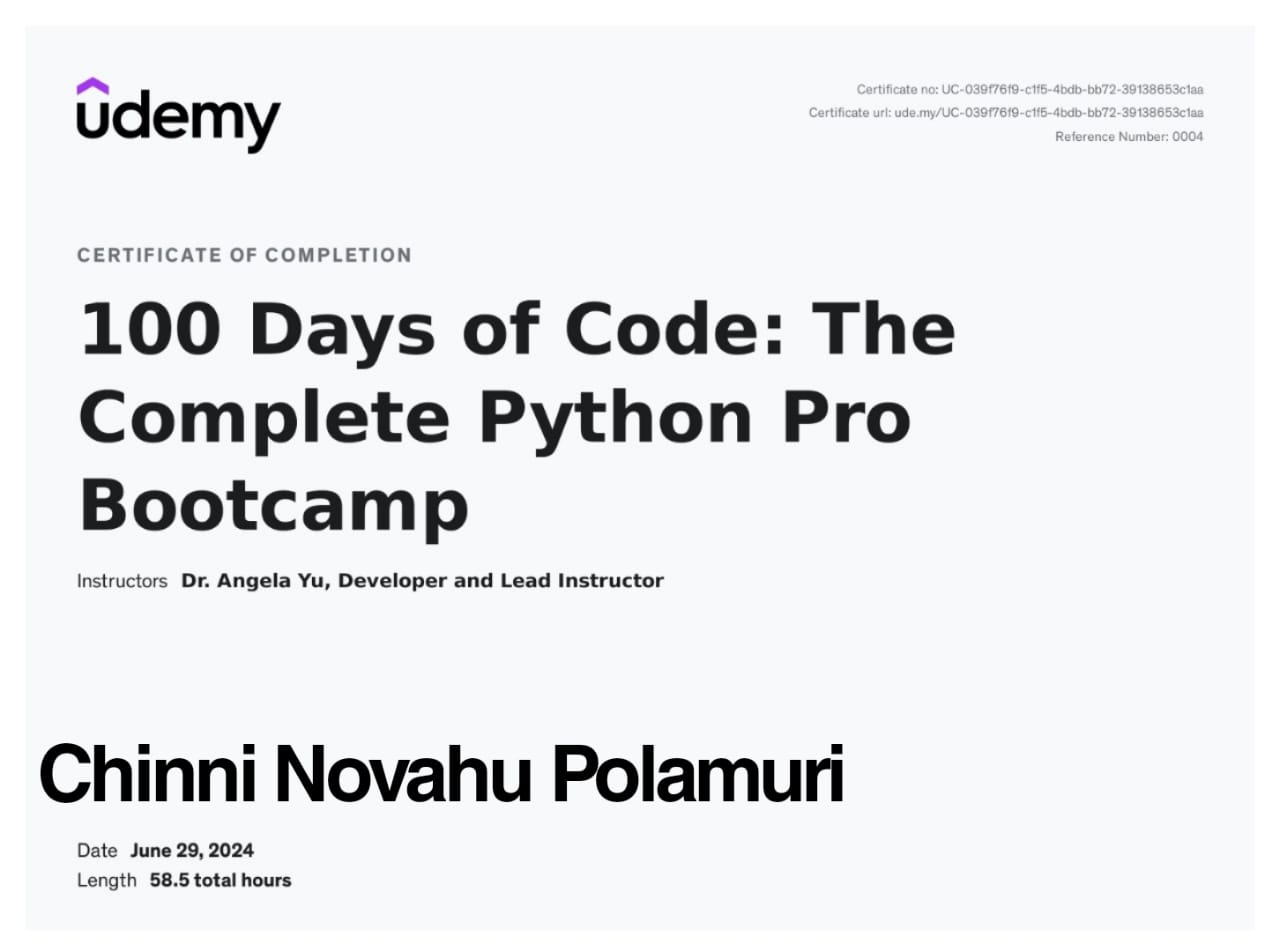 udemy
Certificate no: UC-039f76f9-c1f5-4bdb-bb72-39138653c1aa
Certificate url: ude.my/UC-039f76f9-c1f5-4bdb-bb72-39138653c1aa
Reference Number: 0004
CERTIFICATE OF COMPLETION
100 Days of Code: The
Complete Python Pro
Bootcamp
Instructors Dr. Angela Yu, Developer and Lead Instructor
Chinni Novahu Polamuri
Date June 29, 2024
Length 58.5 total hours